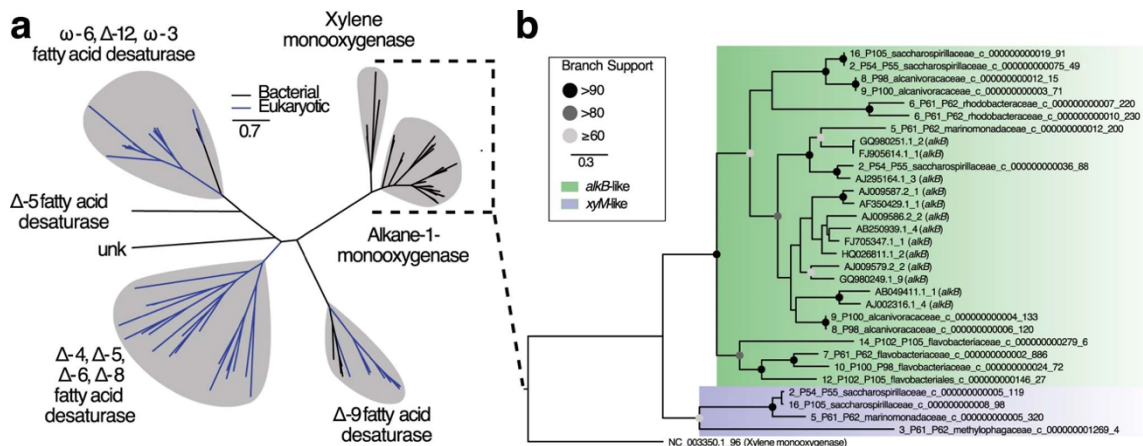 a
ω-6, Δ-12, ω-3
fatty acid desaturase
Bacterial
Eukaryotic
0.7
Xylene
monooxygenase
Δ-5 fatty acid
desaturase
unk
Alkane-1-
monooxygenase
Δ-4, Δ-5,
Δ-6, Δ-8
fatty acid
desaturase
Δ-9 fatty acid
desaturase
b
Branch Support
>90
>80
≥60
0.3
alkB-like
xylM-like
16_P105_saccharospirillaceae_c_000000000019_91
2_P54_P55_saccharospirillaceae_c_000000000075_49
8_P98_alcanivoracaceae_c_000000000012_15
9_P100_alcanivoracaceae_c_000000000003_71
6_P61_P62_rhodobacteraceae_c_000000000007_220
6_P61_P62_rhodobacteraceae_c_000000000010_230
5_P61_P62_marinomonadaceae_c_000000000012_200
GQ980251.1_2 (alkB)
FJ905614.1_1 (alkB)
2_P54_P55_saccharospirillaceae_c_000000000036_88
AJ295164.1_3 (alkB)
AJ009587.2_1 (alkB)
AF350429.1_1 (alkB)
AJ009586.2_2 (alkB)
AB250939.1_4 (alkB)
FJ705347.1_1 (alkB)
HQ026811.1_2 (alkB)
AJ009579.2_2 (alkB)
GQ980249.1_9 (alkB)
AB049411.1_1 (alkB)
AJ002316.1_4 (alkB)
9_P100_alcanivoracaceae_c_000000000004_133
8_P98_alcanivoracaceae_c_000000000006_120
14_P102_P105_flavobacteriaceae_c_000000000279_6
7_P61_P62_flavobacteriaceae_c_000000000002_886
10_P100_P98_flavobacteriaceae_c_000000000024_72
12_P102_P105_flavobacteriales_c_000000000146_27
2_P54_P55_saccharospirillaceae_c_000000000005_119
16_P105_saccharospirillaceae_c_000000000008_98
5_P61_P62_marinomonadaceae_c_000000000005_320
3_P61_P62_methylophagaceae_c_000000001269_4
NC_003350.1_96 (Xylene monooxygenase)